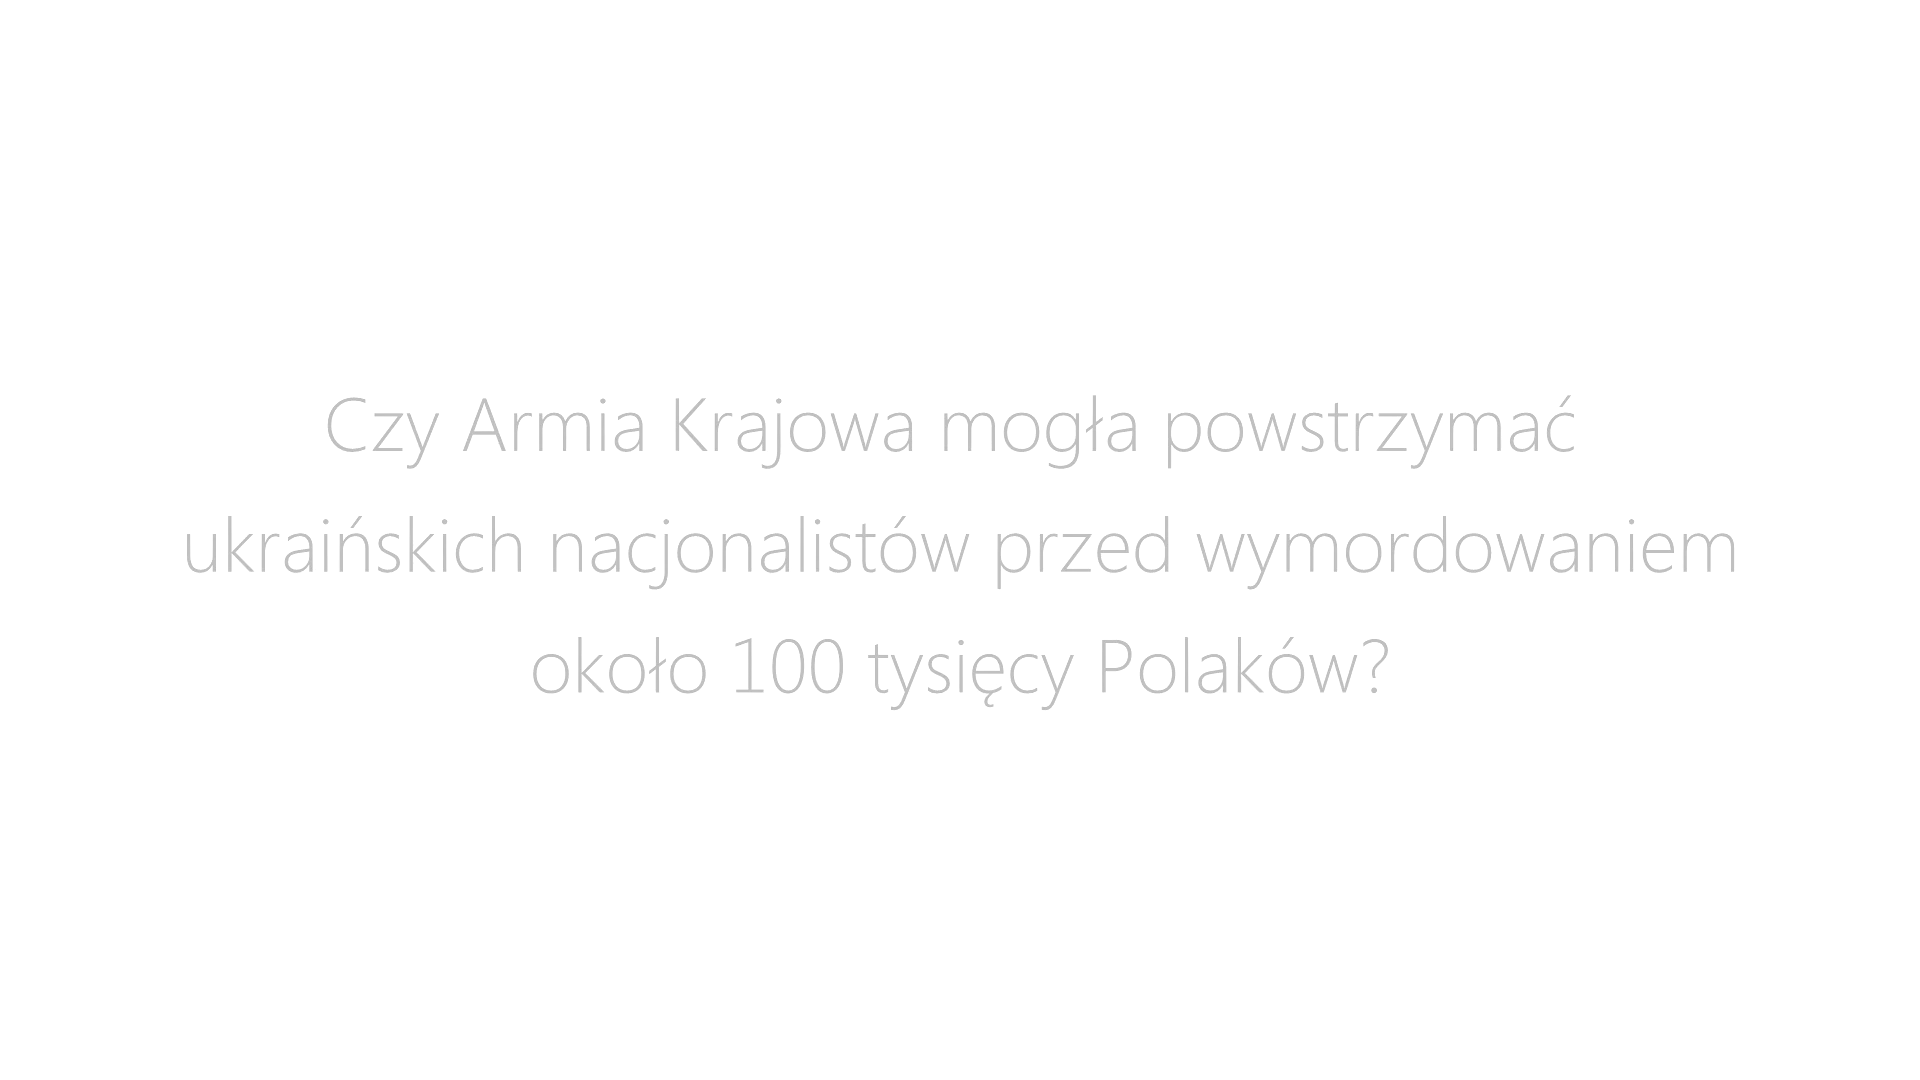 Czy Armia Krajowa mogła powstrzymać
ukraińskich nacjonalistów przed wymordowaniem
około 100 tysięcy Polaków?